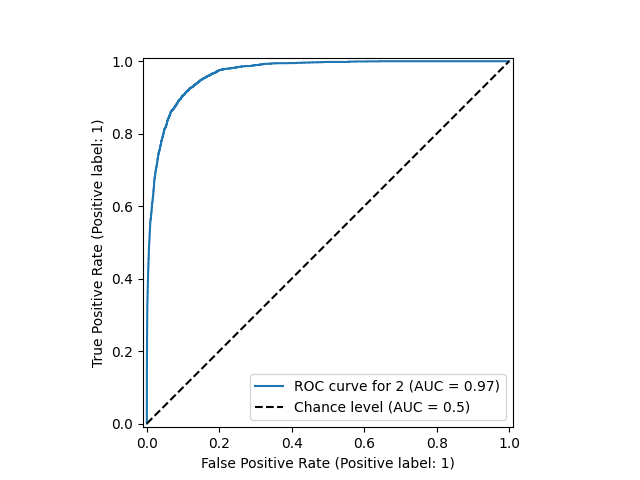 1.0
0.8
0.6
0.4
0.2
0.0
True Positive Rate (Positive label: 1)
ROC curve for 2 (AUC = 0.97)
Chance level (AUC = 0.5)
0.0 0.2 0.4 0.6 0.8 1.0
False Positive Rate (Positive label: 1)